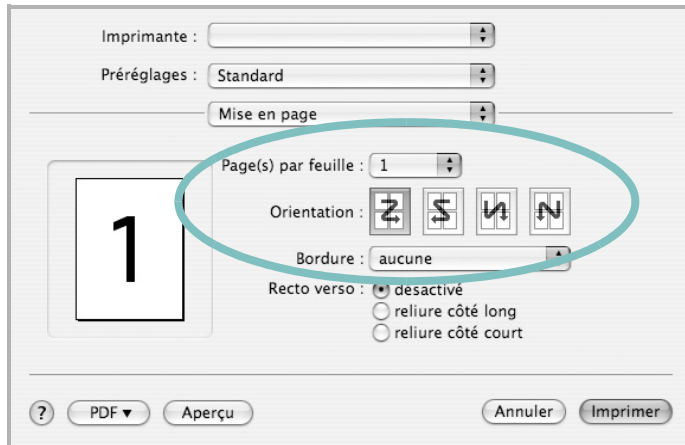 Imprimante :
Préréglages : Standard
Mise en page
Page(s) par feuille : 1
1
Orientation :
Bordure : aucune
Recto verso : désactivé
reliure côté long
reliure côté court
? PDF▼ Aperçu Annuler Imprimer